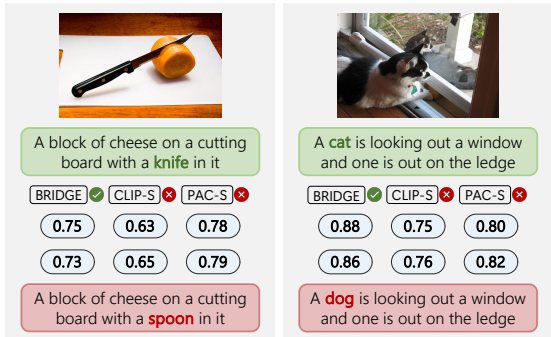 A block of cheese on a cutting
board with a knife in it
BRIDGE CLIP-S PAC-S
0.75 0.63 0.78
0.73 0.65 0.79
A block of cheese on a cutting
board with a spoon in it
A cat is looking out a window
and one is out on the ledge
BRIDGE CLIP-S PAC-S
0.88 0.75 0.80
0.86 0.76 0.82
A dog is looking out a window
and one is out on the ledge